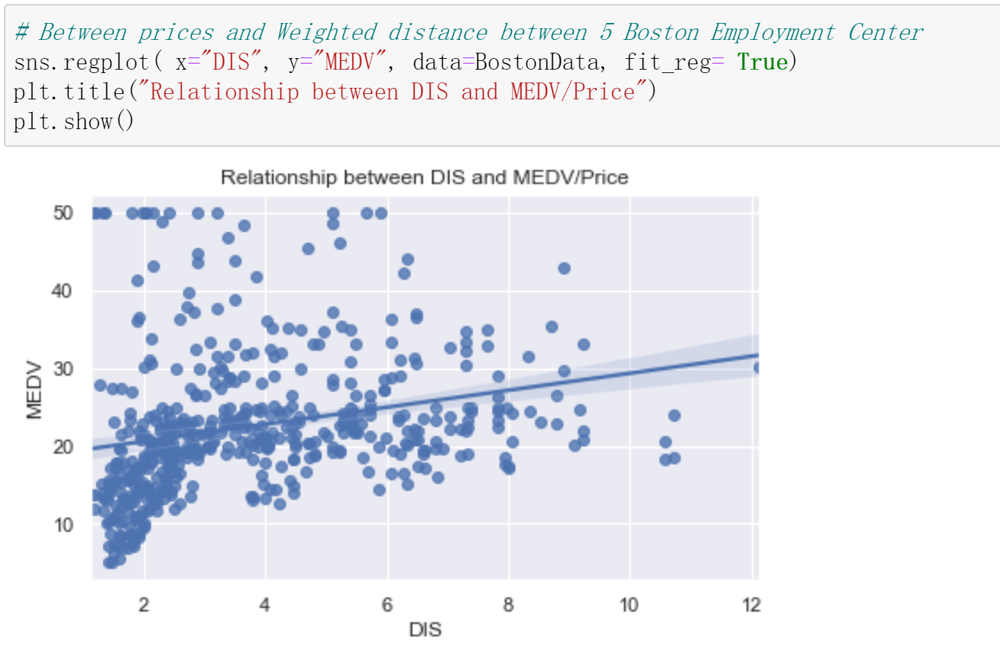 # Between prices and Weighted distance between 5 Boston Employment Center
sns.regplot( x="DIS", y="MEDV", data=BostonData, fit_reg= True)
plt.title("Relationship between DIS and MEDV/Price")
plt.show()
Relationship between DIS and MEDV/Price
50
40
30
20
10
MEDV
2 4 6 8 10 12
DIS